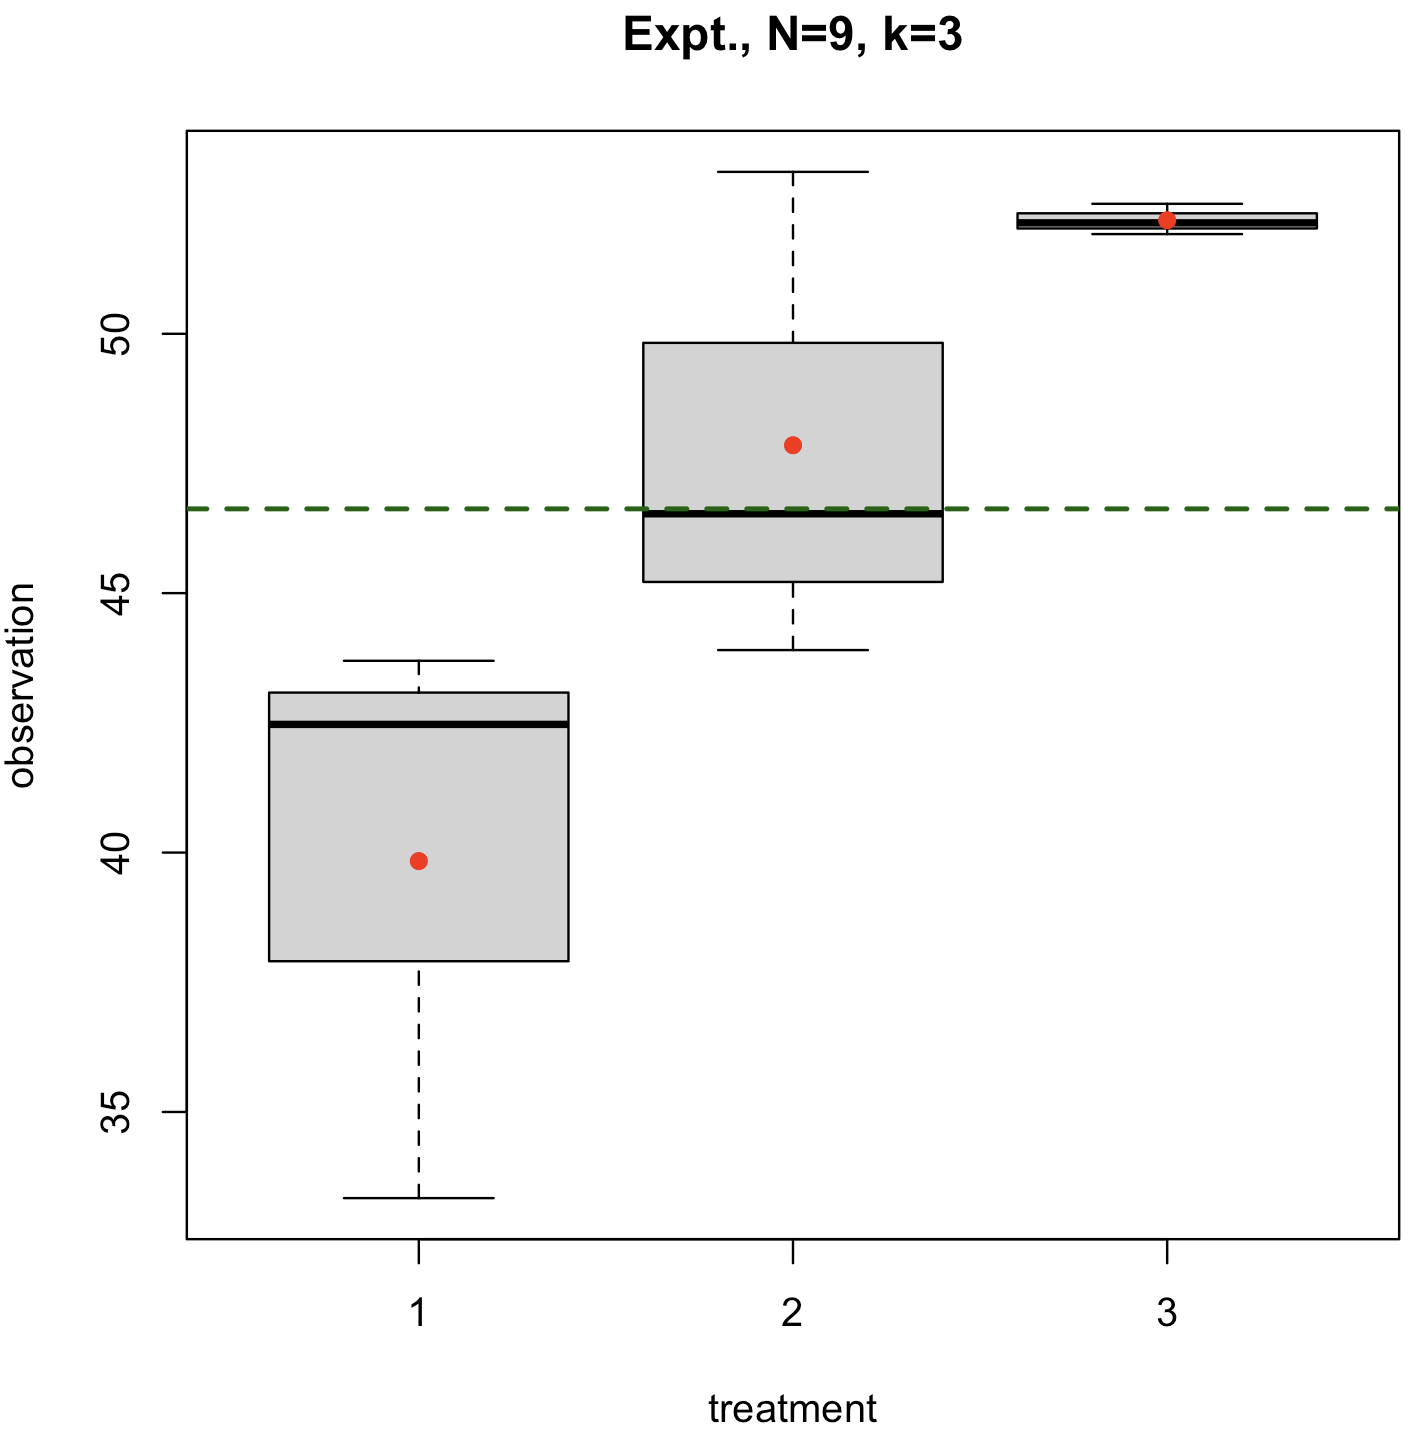 Expt., N=9, k=3
observation
50
45
40
35
1 2 3
treatment